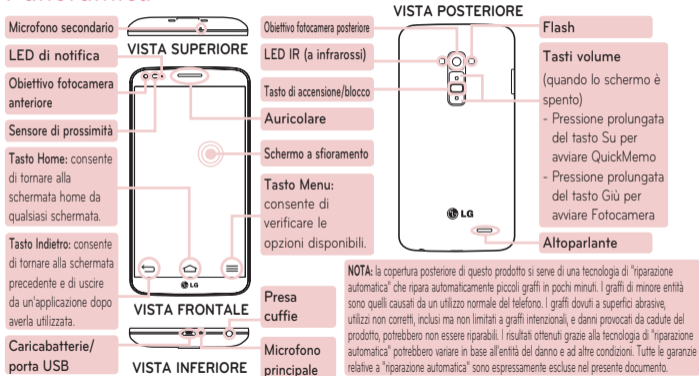 Microfono secondario
LED di notifica
Obiettivo fotocamera
anteriore
Sensore di prossimità
Tasto Home: consente
di tornare alla
schermata home da
qualsiasi schermata.
Tasto Indietro: consente
di tornare alla schermata
precedente e di uscire
da un'applicazione dopo
averla utilizzata.
Caricabatterie/
porta USB
VISTA SUPERIORE
LG
VISTA FRONTALE
VISTA INFERIORE
Obiettivo fotocamera posteriore
LED IR (a infrarossi)
Tasto di accensione/blocco
Auricolare
Schermo a sfioramento
Tasto Menu:
consente di
verificare le
opzioni disponibili.
Presa
cuffie
Microfono
principale
VISTA POSTERIORE
LG
Flash
Tasti volume
(quando lo schermo è
spento)
- Pressione prolungata
del tasto Su per
avviare QuickMemo
- Pressione prolungata
del tasto Giù per
avviare Fotocamera
Altoparlante
NOTA: la copertura posteriore di questo prodotto si serve di una tecnologia di "riparazione
automatica" che ripara automaticamente piccoli graffi in pochi minuti. I graffi di minore entità
sono quelli causati da un utilizzo normale del telefono. I graffi dovuti a superfici abrasive,
utilizzi non corretti, inclusi ma non limitati a graffi intenzionali, e danni provocati da cadute del
prodotto, potrebbero non essere riparabili. I risultati ottenuti grazie alla tecnologia di "riparazione
automatica" potrebbero variare in base all'entità del danno e ad altre condizioni. Tutte le garanzie
relative a "riparazione automatica" sono espressamente escluse nel presente documento.